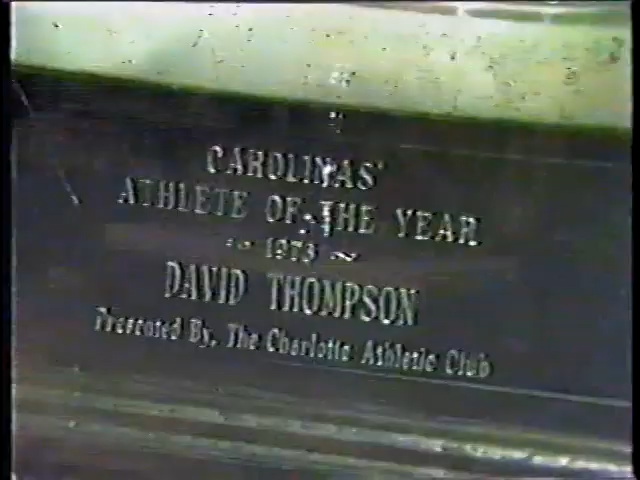 CAROLINAS'
ATHLETE OF THE YEAR
~ 1973 ~
DAVID THOMPSON
Presented By, The Charlotte Athletic Club